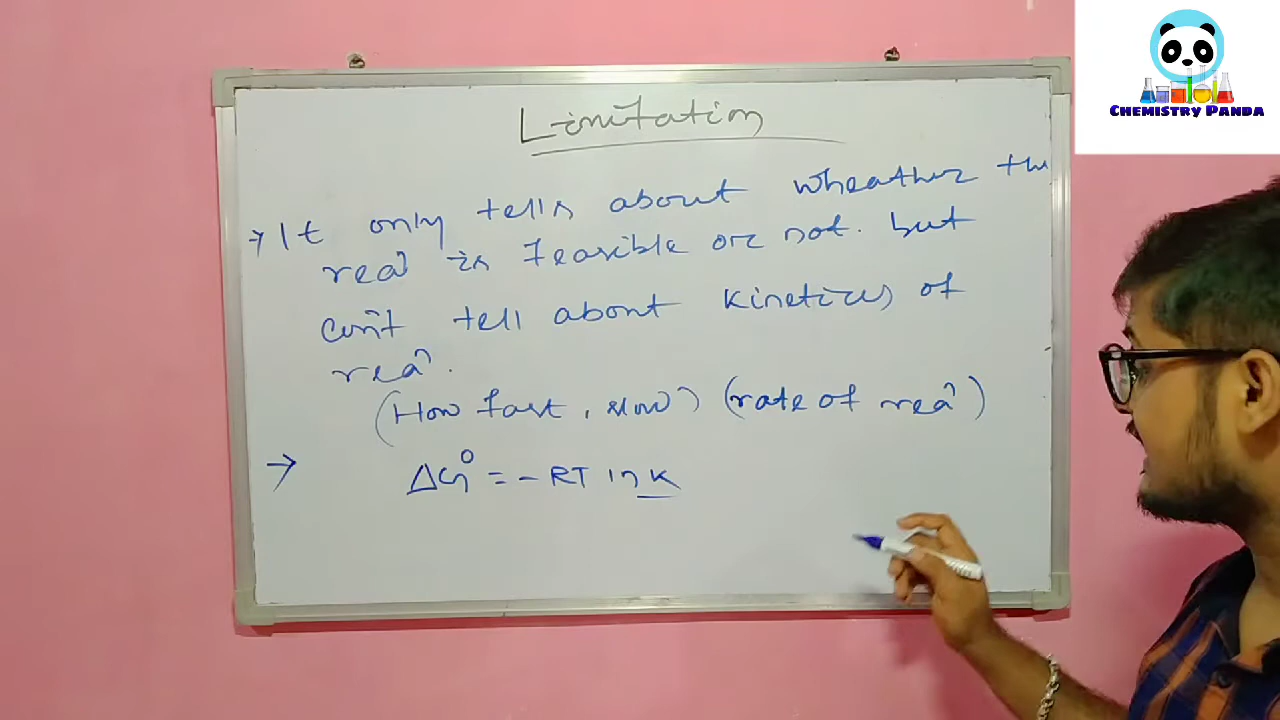 Limitation
→ It only tells about wheather the
reaⁿ is feasible or not. but
can't tell about kinetics of
reaⁿ.
(How fast, slow) (rate of reaⁿ)
→ ΔG⁰ = - RT ln K
Chemistry Panda